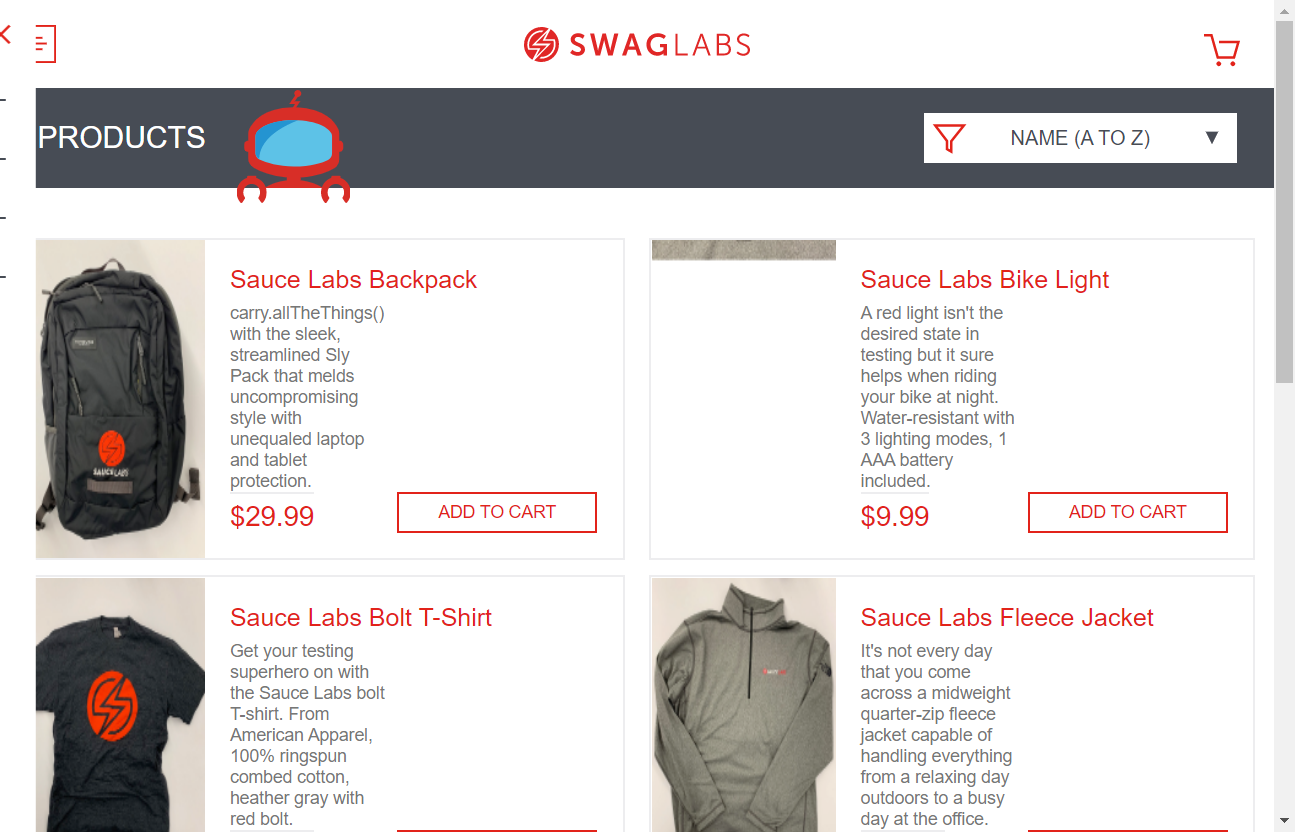 SWAGLABS
PRODUCTS
NAME (A TO Z)
Sauce Labs Backpack
carry.allTheThings()
with the sleek,
streamlined Sly
Pack that melds
uncompromising
style with
unequaled laptop
and tablet
protection.
$29.99
ADD TO CART
SAUCE LABS
Sauce Labs Bike Light
A red light isn't the
desired state in
testing but it sure
helps when riding
your bike at night.
Water-resistant with
3 lighting modes, 1
AAA battery
included.
$9.99
ADD TO CART
Sauce Labs Bolt T-Shirt
Get your testing
superhero on with
the Sauce Labs bolt
T-shirt. From
American Apparel,
100% ringspun
combed cotton,
heather gray with
red bolt.
Sauce Labs Fleece Jacket
It's not every day
that you come
across a midweight
quarter-zip fleece
jacket capable of
handling everything
from a relaxing day
outdoors to a busy
day at the office.